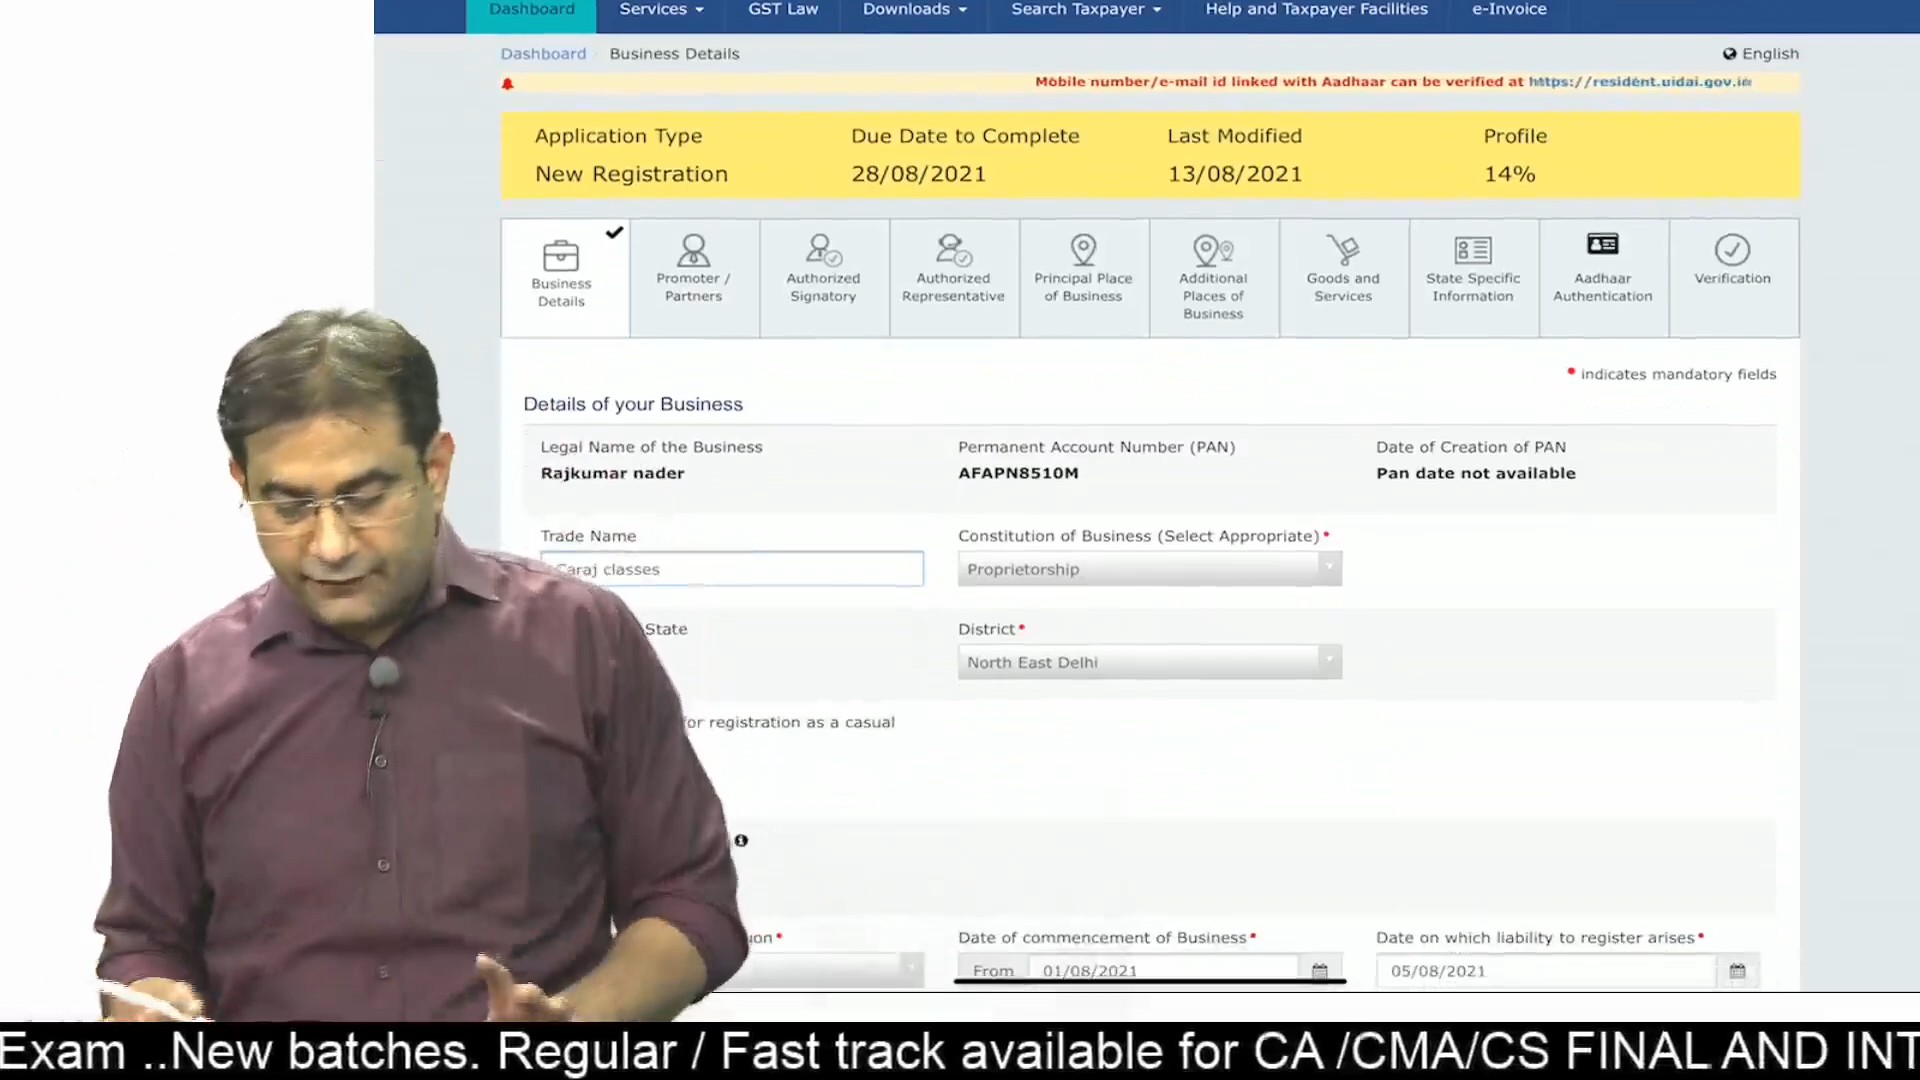 Dashboard Services GST Law Downloads Search Taxpayer Help and Taxpayer Facilities e-Invoice
Dashboard Business Details English
Mobile number/e-mail id linked with Aadhaar can be verified at https://resident.uidai.gov.in
Application Type Due Date to Complete Last Modified Profile
New Registration 28/08/2021 13/08/2021 14%
Business Details
Promoter / Partners
Authorized Signatory
Authorized Representative
Principal Place of Business
Additional Places of Business
Goods and Services
State Specific Information
Aadhaar Authentication
Verification
• indicates mandatory fields
Details of your Business
Legal Name of the Business Permanent Account Number (PAN) Date of Creation of PAN
Rajkumar nader AFAPN8510M Pan date not available
Trade Name Constitution of Business (Select Appropriate)•
Caraj classes Proprietorship
State District•
North East Delhi
for registration as a casual
Date of commencement of Business• Date on which liability to register arises•
From 01/08/2021 05/08/2021
Exam ..New batches. Regular / Fast track available for CA /CMA/CS FINAL AND INT